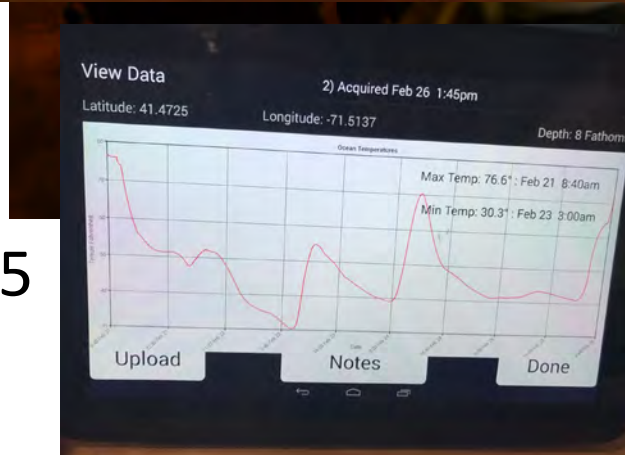 View Data
2) Acquired Feb 26 1:45pm
Latitude: 41.4725
Longitude: -71.5137
Depth: 8 Fathom
Ocean Temperatures
Max Temp: 76.6° : Feb 21 8:40am
Min Temp: 30.3° : Feb 23 3:00am
5
Upload
Notes
Done